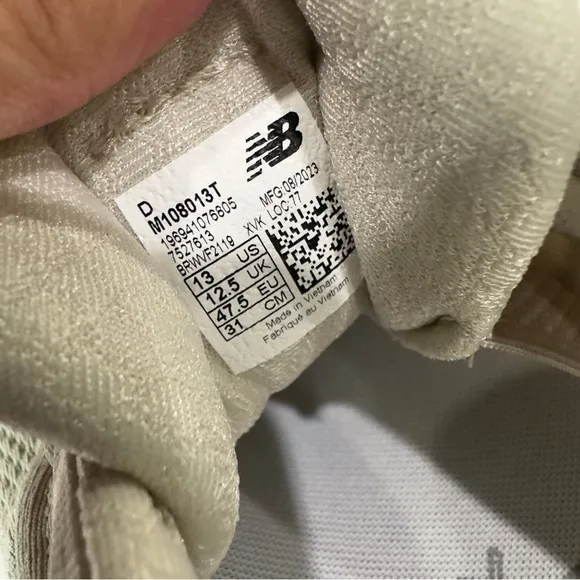 NB
D
M108013T
196941076805
7527613
BRWVF2119 XVK
MFG:08/2023
LOC:77
13 US
12.5 UK
47.5 EU
31 CM
Made in Vietnam
Fabriqué au Vietnam